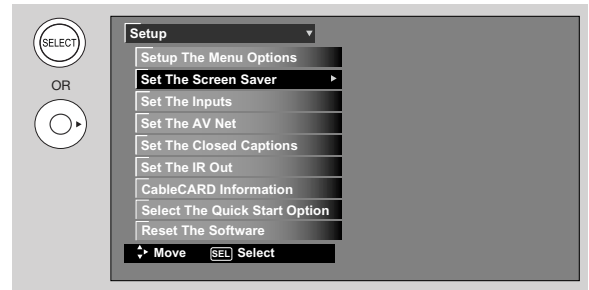 SELECT
OR
Setup
Setup The Menu Options
Set The Screen Saver
Set The Inputs
Set The AV Net
Set The Closed Captions
Set The IR Out
CableCARD Information
Select The Quick Start Option
Reset The Software
Move SEL Select